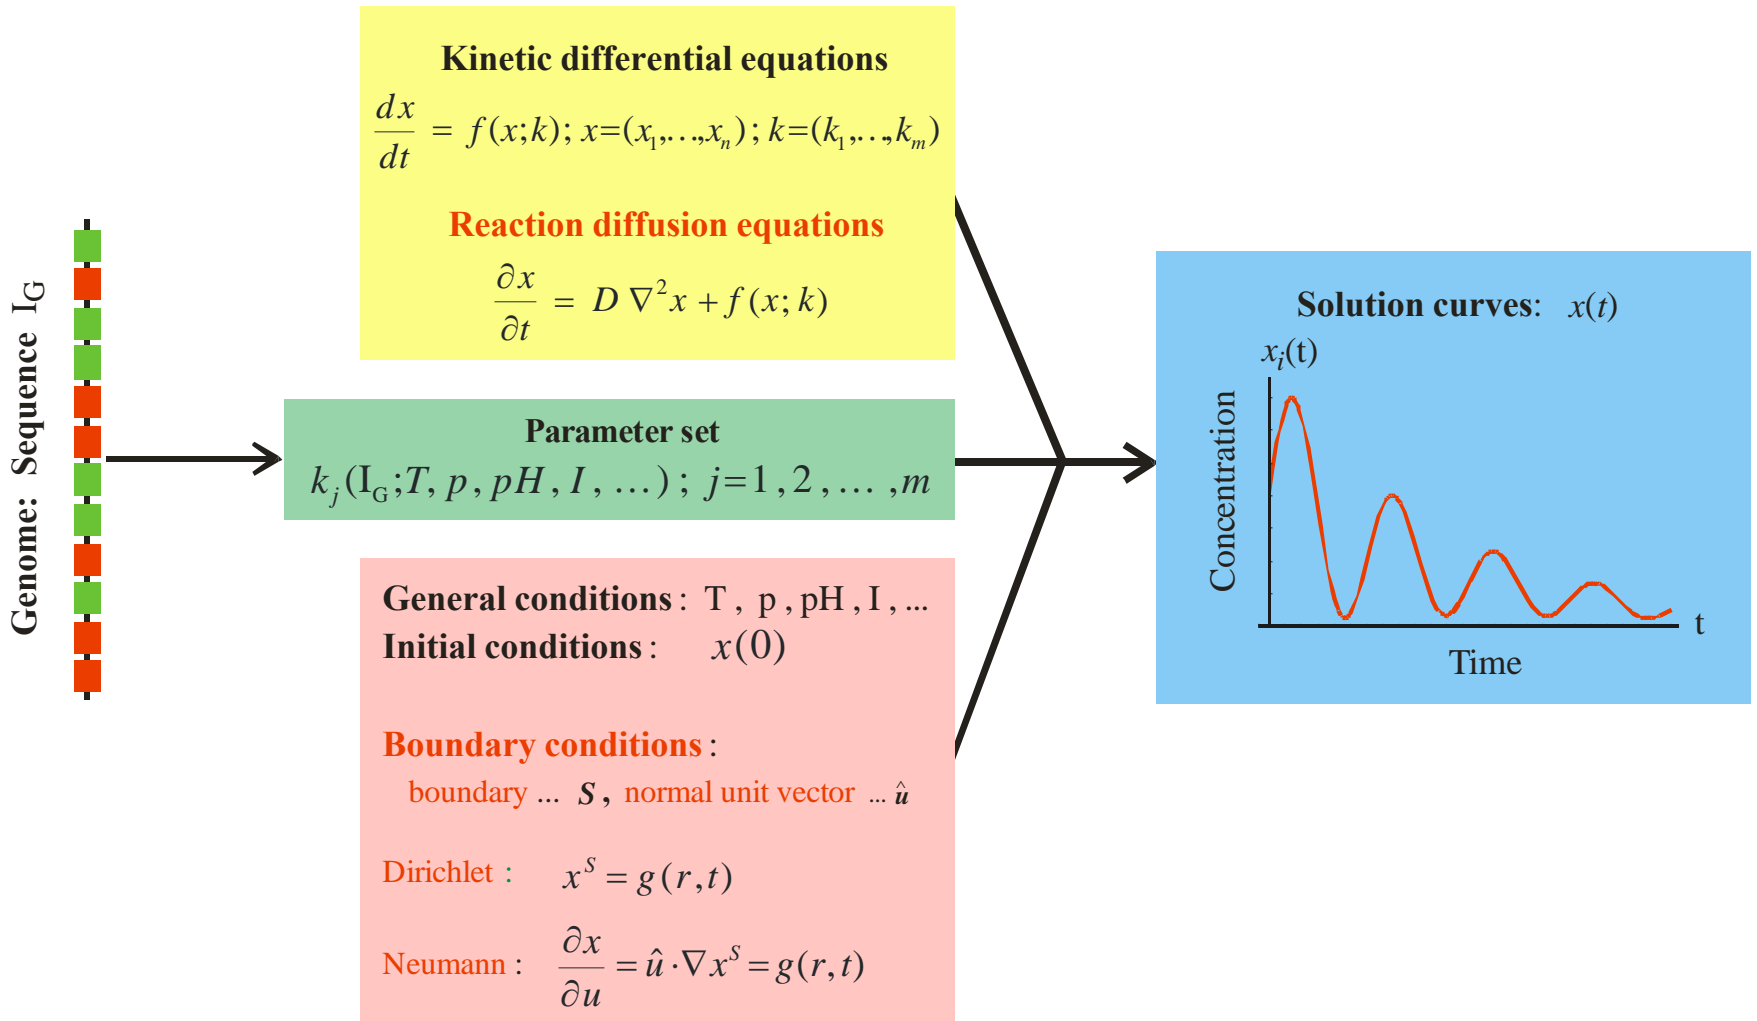 Genome: Sequence I_G
Kinetic differential equations
dx/dt = f(x;k); x=(x_1,…,x_n); k=(k_1,…,k_m)
Reaction diffusion equations
∂x/∂t = D ∇²x + f(x; k)
Parameter set
k_j(I_G;T, p, pH, I, …); j=1, 2, …, m
General conditions: T, p, pH, I, ...
Initial conditions: x(0)
Boundary conditions:
boundary ... S, normal unit vector ... û
Dirichlet: x^S = g(r,t)
Neumann: ∂x/∂u = û·∇x^S = g(r,t)
Solution curves: x(t)
x_i(t)
Concentration
t
Time